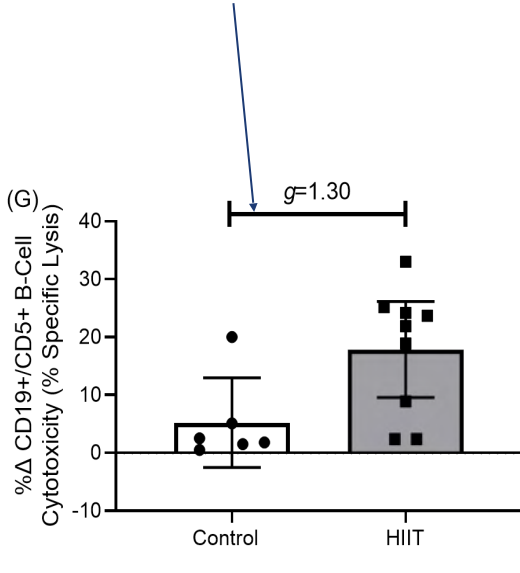 (G)
g=1.30
%Δ CD19+/CD5+ B-Cell
Cytotoxicity (% Specific Lysis)
40
30
20
10
0
-10
Control
HIIT